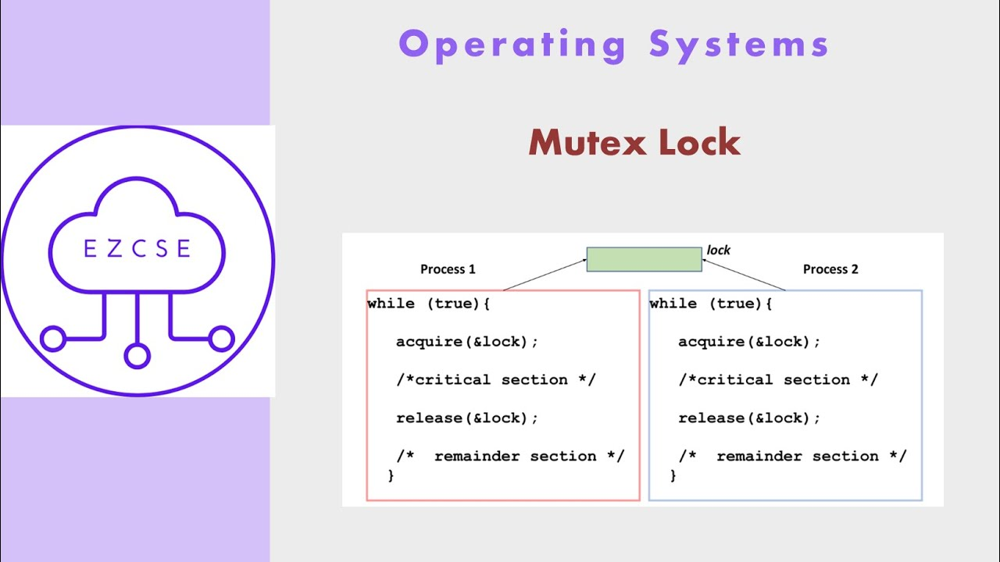 Operating Systems
Mutex Lock
EZCSE
lock
Process 1
Process 2
while (true){
acquire(&lock);
/*critical section */
release(&lock);
/*  remainder section */
}
while (true){
acquire(&lock);
/*critical section */
release(&lock);
/*  remainder section */
}